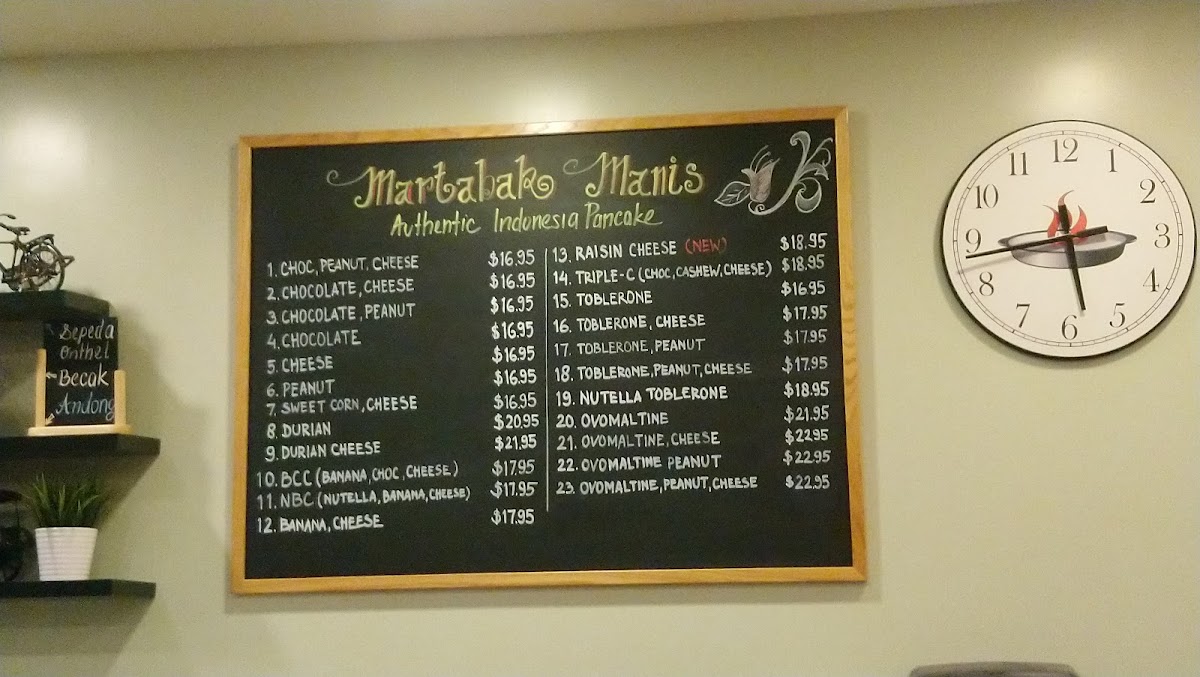 Martabak Manis
Authentic Indonesia Pancake
1. CHOC, PEANUT, CHEESE $16.95
2. CHOCOLATE, CHEESE $16.95
3. CHOCOLATE, PEANUT $16.95
4. CHOCOLATE $16.95
5. CHEESE $16.95
6. PEANUT $16.95
7. SWEET CORN, CHEESE $16.95
8. DURIAN $20.95
9. DURIAN CHEESE $21.95
10. BCC (BANANA, CHOC, CHEESE) $17.95
11. NBC (NUTELLA, BANANA, CHEESE) $17.95
12. BANANA, CHEESE $17.95
13. RAISIN CHEESE (NEW) $18.95
14. TRIPLE-C (CHOC, CASHEW, CHEESE) $18.95
15. TOBLERONE $16.95
16. TOBLERONE, CHEESE $17.95
17. TOBLERONE, PEANUT $17.95
18. TOBLERONE, PEANUT, CHEESE $17.95
19. NUTELLA TOBLERONE $18.95
20. OVOMALTINE $21.95
21. OVOMALTINE, CHEESE $22.95
22. OVOMALTIME PEANUT $22.95
23. OVOMALTINE, PEANUT, CHEESE $22.95
Sepeda
Onthel
Becak
Andong
12
1
2
3
4
5
6
7
8
9
10
11